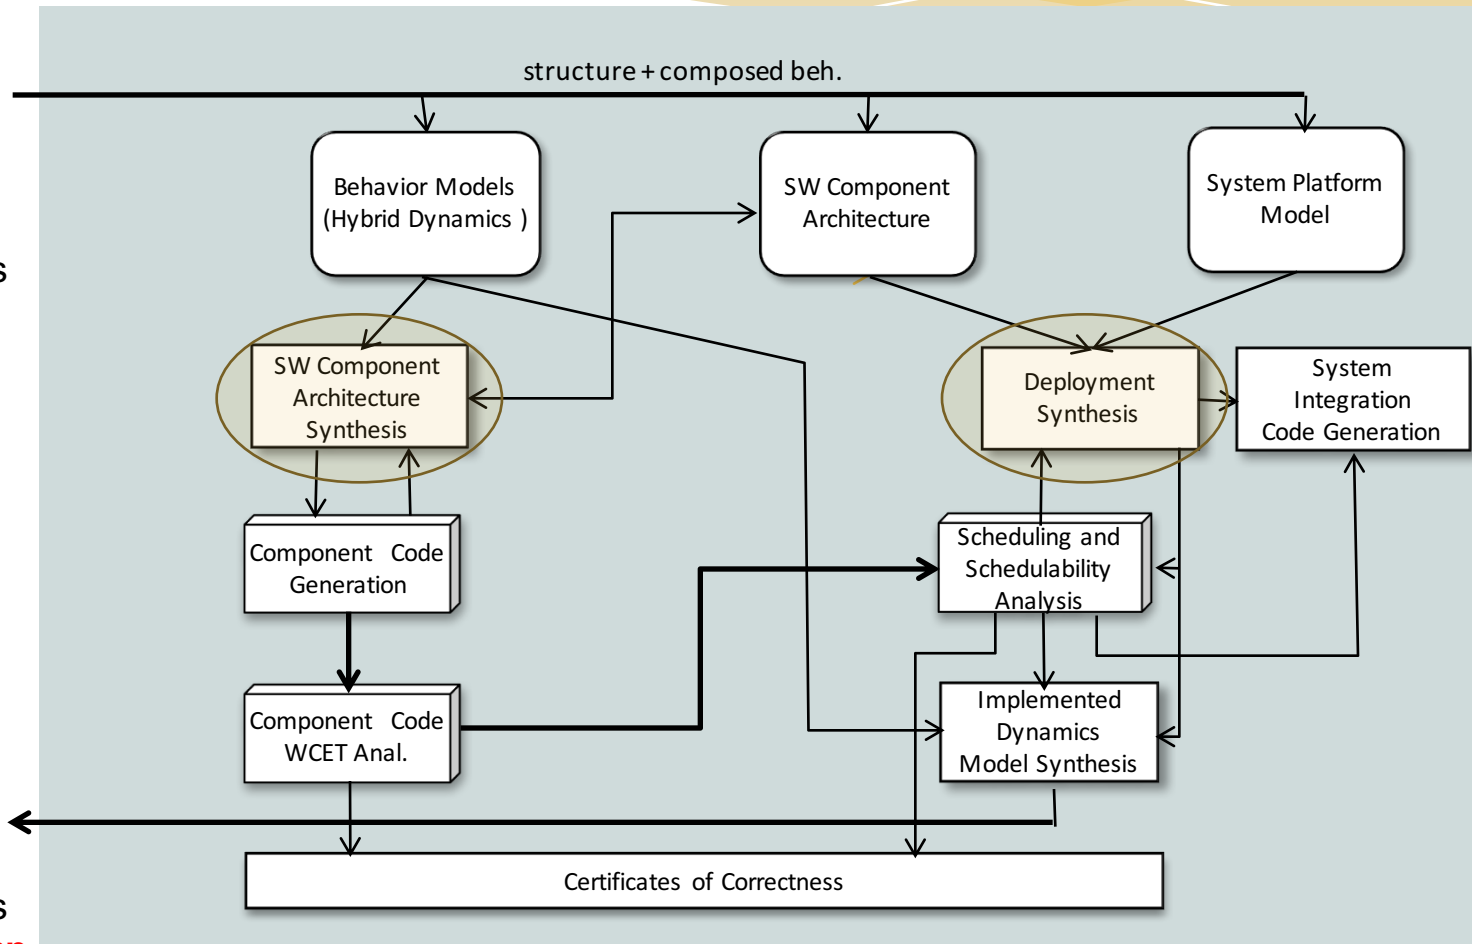 structure + composed beh.
Behavior Models
(Hybrid Dynamics )
SW Component
Architecture
System Platform
Model
s
SW Component
Architecture
Synthesis
Deployment
Synthesis
System
Integration
Code Generation
Component Code
Generation
Scheduling and
Schedulability
Analysis
Component Code
WCET Anal.
Implemented
Dynamics
Model Synthesis
Certificates of Correctness
s